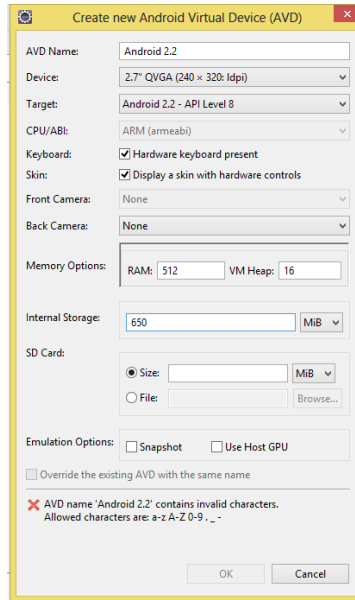 Create new Android Virtual Device (AVD)
AVD Name: Android 2.2
Device: 2.7" QVGA (240 × 320: ldpi)
Target: Android 2.2 - API Level 8
CPU/ABI: ARM (armeabi)
Keyboard: Hardware keyboard present
Skin: Display a skin with hardware controls
Front Camera: None
Back Camera: None
Memory Options: RAM: 512 VM Heap: 16
Internal Storage: 650 MiB
SD Card:
Size: MiB
File: Browse...
Emulation Options: Snapshot Use Host GPU
Override the existing AVD with the same name
AVD name 'Android 2.2' contains invalid characters.
Allowed characters are: a-z A-Z 0-9 . _ -
OK Cancel